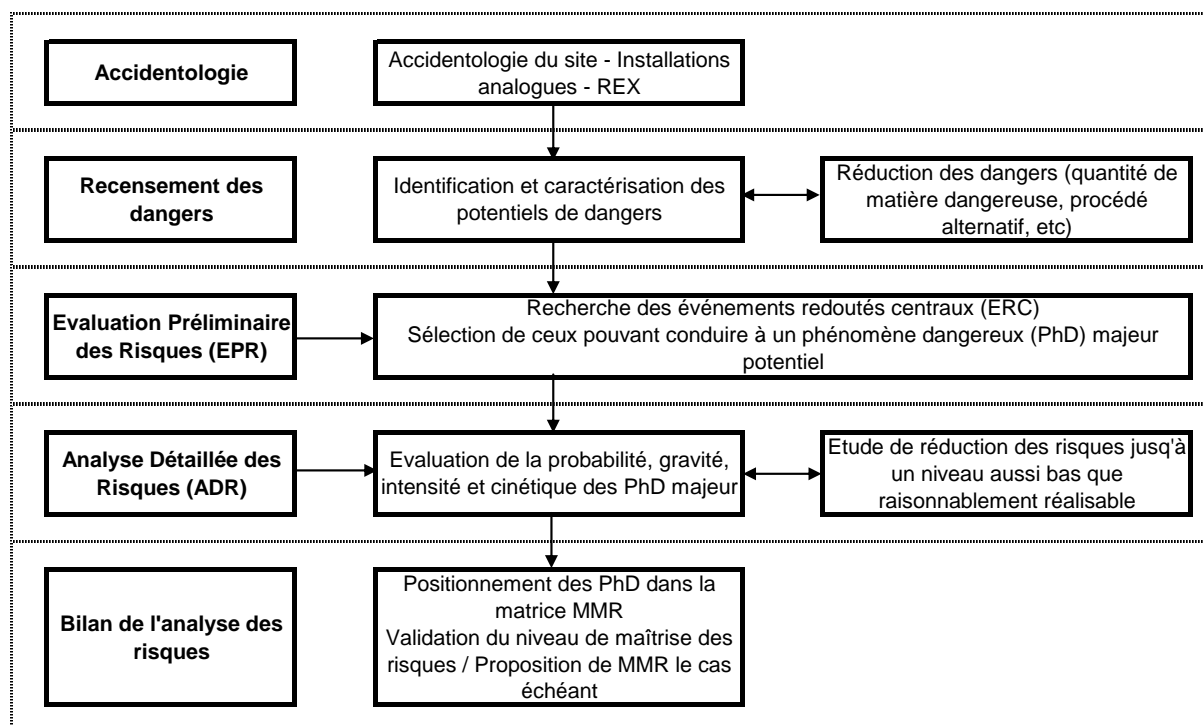 Accidentologie
Accidentologie du site - Installations
analogues - REX
Recensement des
dangers
Identification et caractérisation des
potentiels de dangers
Réduction des dangers (quantité de
matière dangereuse, procédé
alternatif, etc)
Evaluation Préliminaire
des Risques (EPR)
Recherche des événements redoutés centraux (ERC)
Sélection de ceux pouvant conduire à un phénomène dangereux (PhD) majeur
potentiel
Analyse Détaillée des
Risques (ADR)
Evaluation de la probabilité, gravité,
intensité et cinétique des PhD majeur
Etude de réduction des risques jusqu'à
un niveau aussi bas que
raisonnablement réalisable
Bilan de l'analyse des
risques
Positionnement des PhD dans la
matrice MMR
Validation du niveau de maîtrise des
risques / Proposition de MMR le cas
échéant